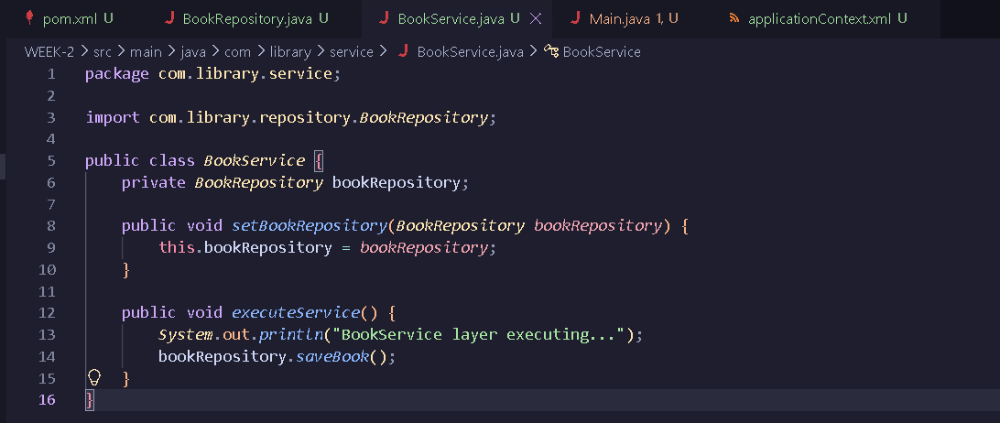 pom.xml U BookRepository.java U BookService.java U Main.java 1, U applicationContext.xml U
WEEK-2 > src > main > java > com > library > service > BookService.java > BookService
1 package com.library.service;
2
3 import com.library.repository.BookRepository;
4
5 public class BookService {
6     private BookRepository bookRepository;
7
8     public void setBookRepository(BookRepository bookRepository) {
9         this.bookRepository = bookRepository;
10     }
11
12     public void executeService() {
13         System.out.println("BookService layer executing...");
14         bookRepository.saveBook();
15     }
16 }